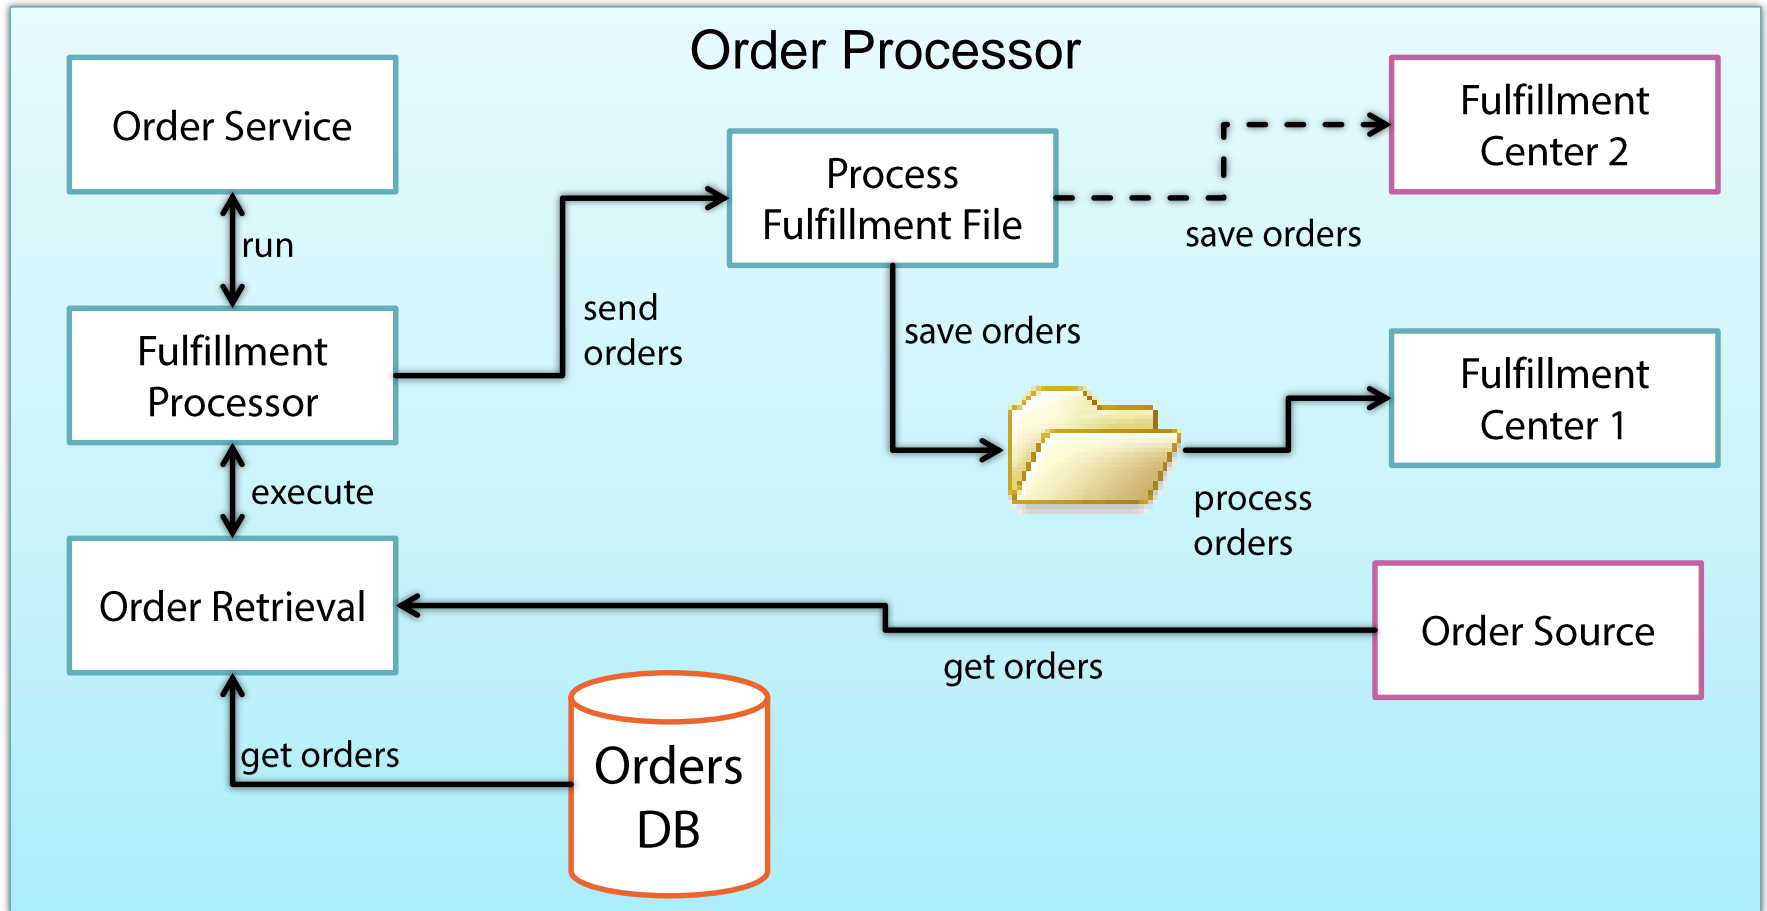 Order Processor
Order Service
Fulfillment
Center 2
Process
Fulfillment File
save orders
run
send
orders
save orders
Fulfillment
Processor
Fulfillment
Center 1
execute
process
orders
Order Retrieval
Order Source
get orders
get orders
Orders
DB